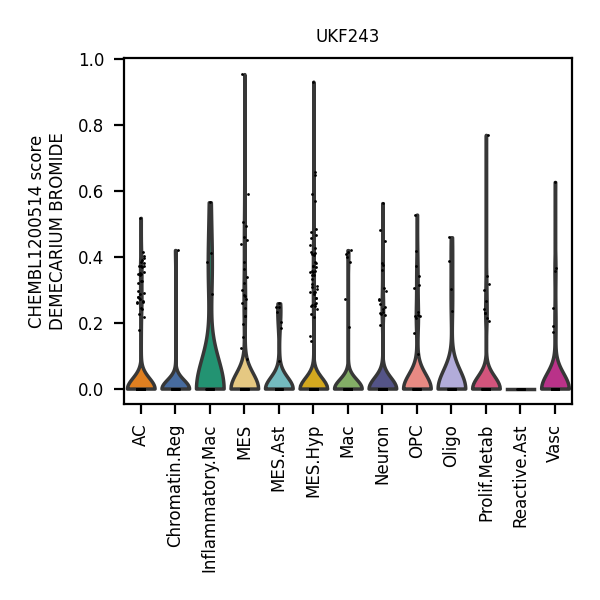 UKF243
CHEMBL1200514 score
DEMECARIUM BROMIDE
1.0
0.8
0.6
0.4
0.2
0.0
AC
Chromatin.Reg
Inflammatory.Mac
MES
MES.Ast
MES.Hyp
Mac
Neuron
OPC
Oligo
Prolif.Metab
Reactive.Ast
Vasc